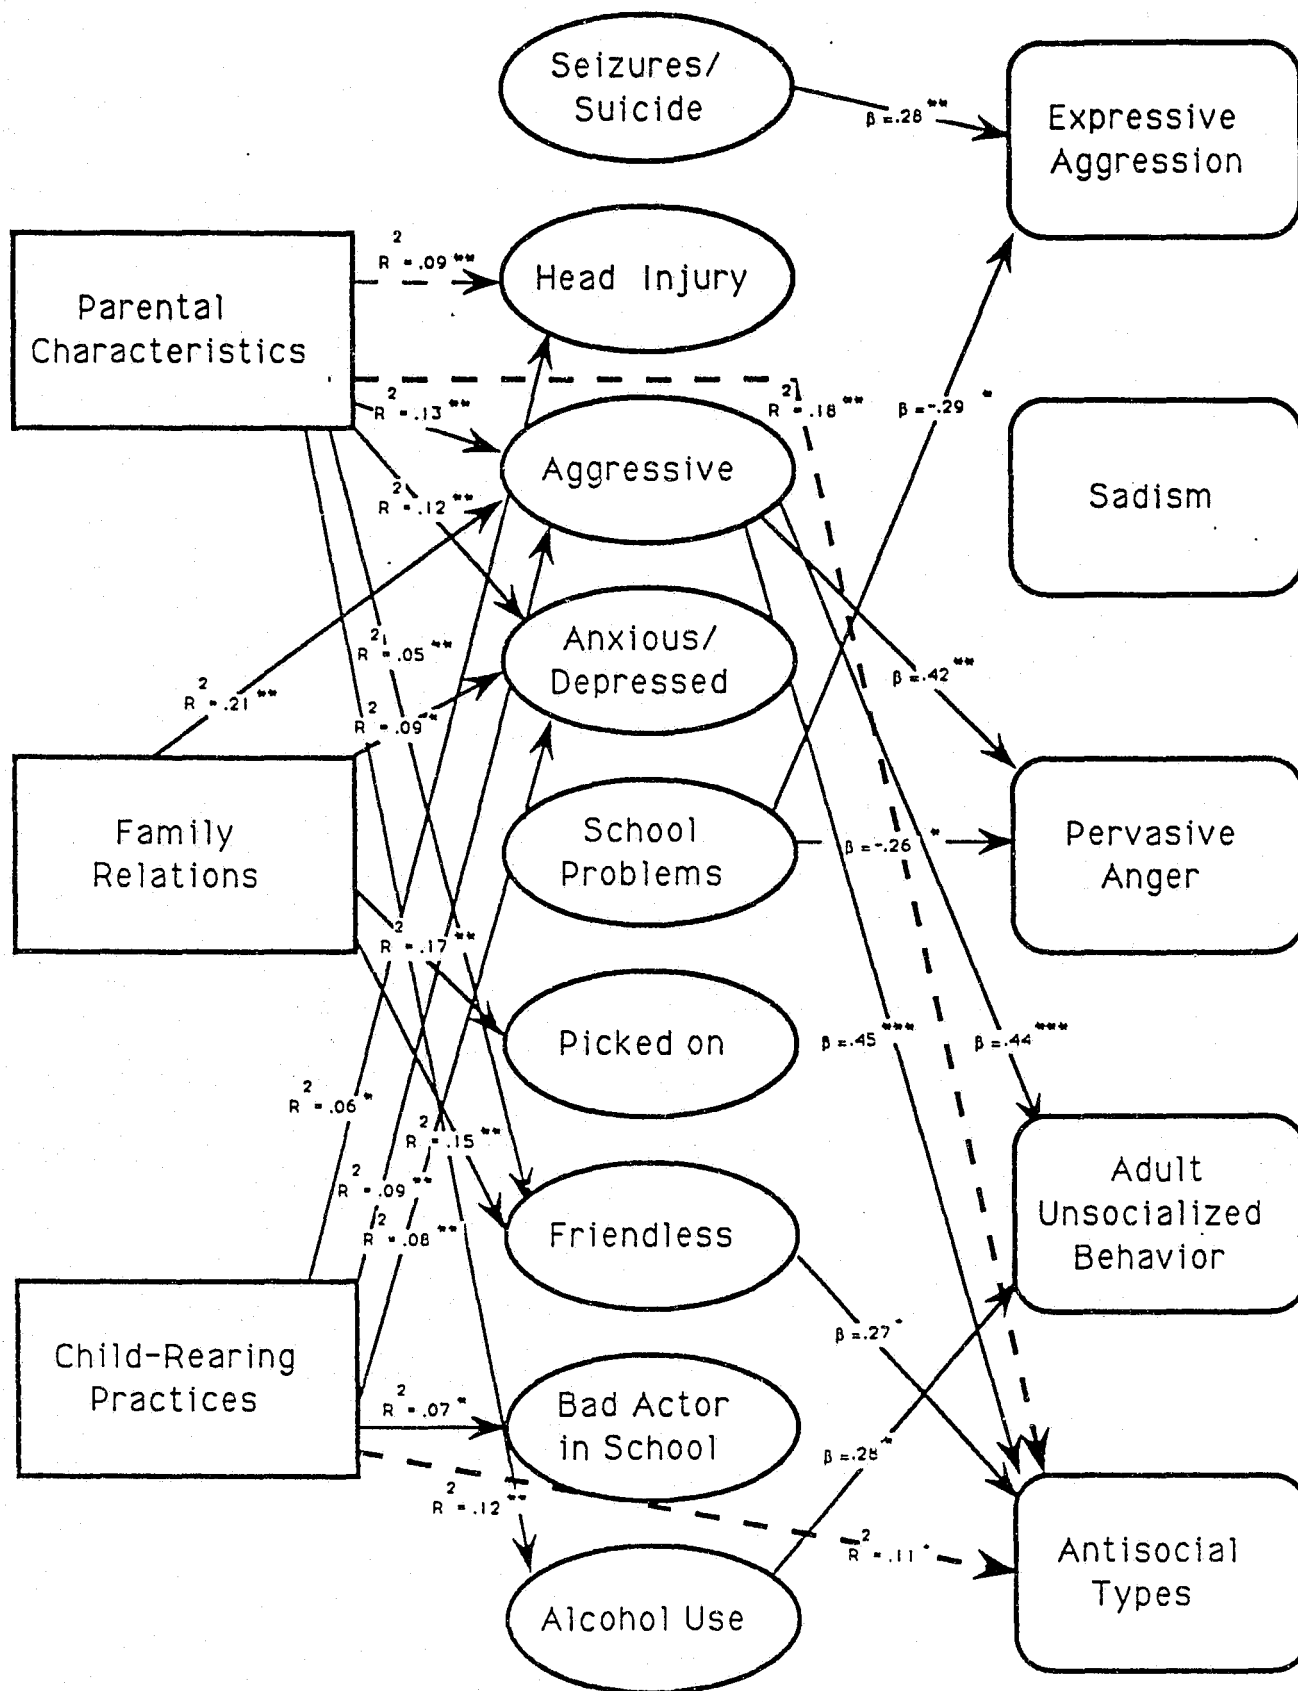 Seizures/
Suicide
β =.28 **
Expressive
Aggression
Parental
Characteristics
R² = .09 **
Head Injury
R² = .13 **
R² = .18 **
β = -.29 *
Aggressive
Sadism
R² = .12 **
Anxious/
Depressed
R² = .05 **
R² = .21 **
R² = .09 *
β = .42 **
Family
Relations
School
Problems
β = -.26 *
Pervasive
Anger
R² = .17 **
Picked on
β = .45 ***
β = .44 ***
R² = .06 *
R² = .15 **
R² = .09 **
R² = .08 **
Friendless
Adult
Unsocialized
Behavior
Child-Rearing
Practices
β = .27 *
R² = .07 *
Bad Actor
in School
β = .28 *
R² = .12 **
R² = .11 *
Alcohol Use
Antisocial
Types